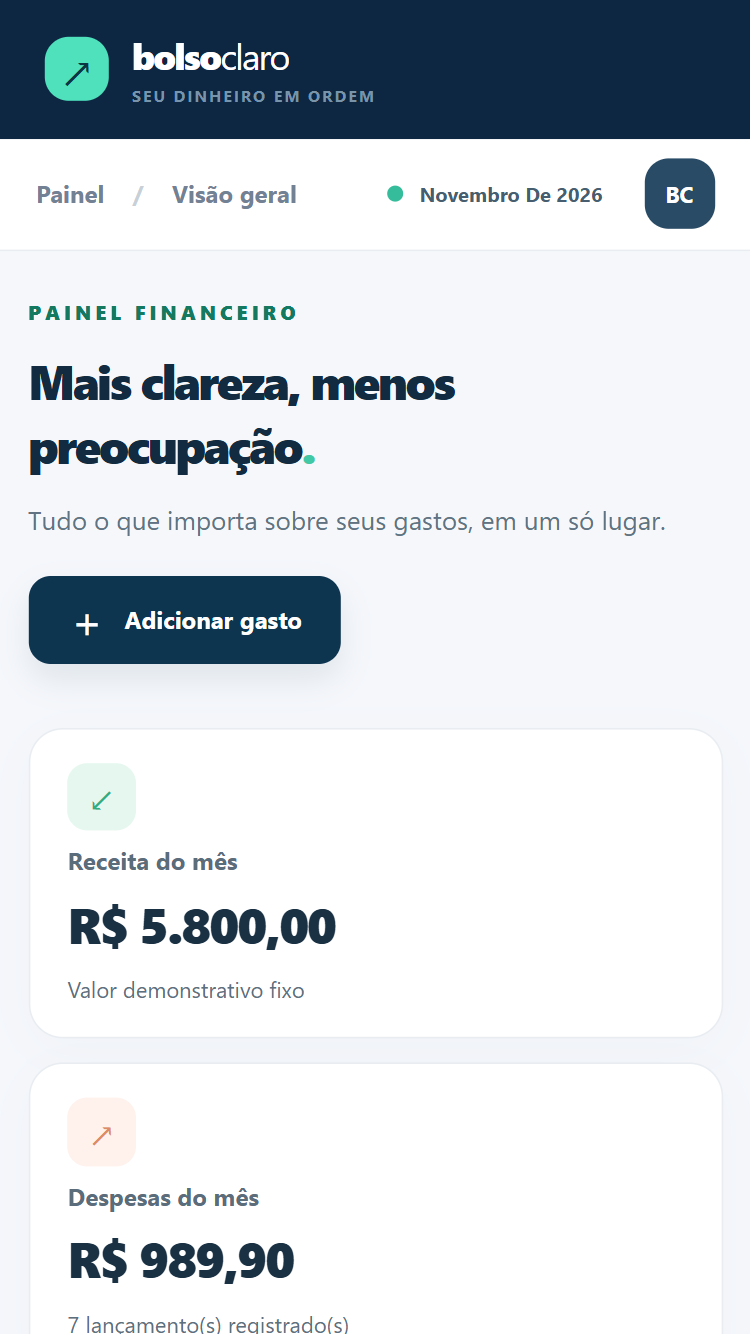 bolsoclaro
SEU DINHEIRO EM ORDEM
Painel / Visão geral
Novembro De 2026
BC
PAINEL FINANCEIRO
Mais clareza, menos
preocupação.
Tudo o que importa sobre seus gastos, em um só lugar.
+ Adicionar gasto
Receita do mês
R$ 5.800,00
Valor demonstrativo fixo
Despesas do mês
R$ 989,90
7 lançamento(s) registrado(s)